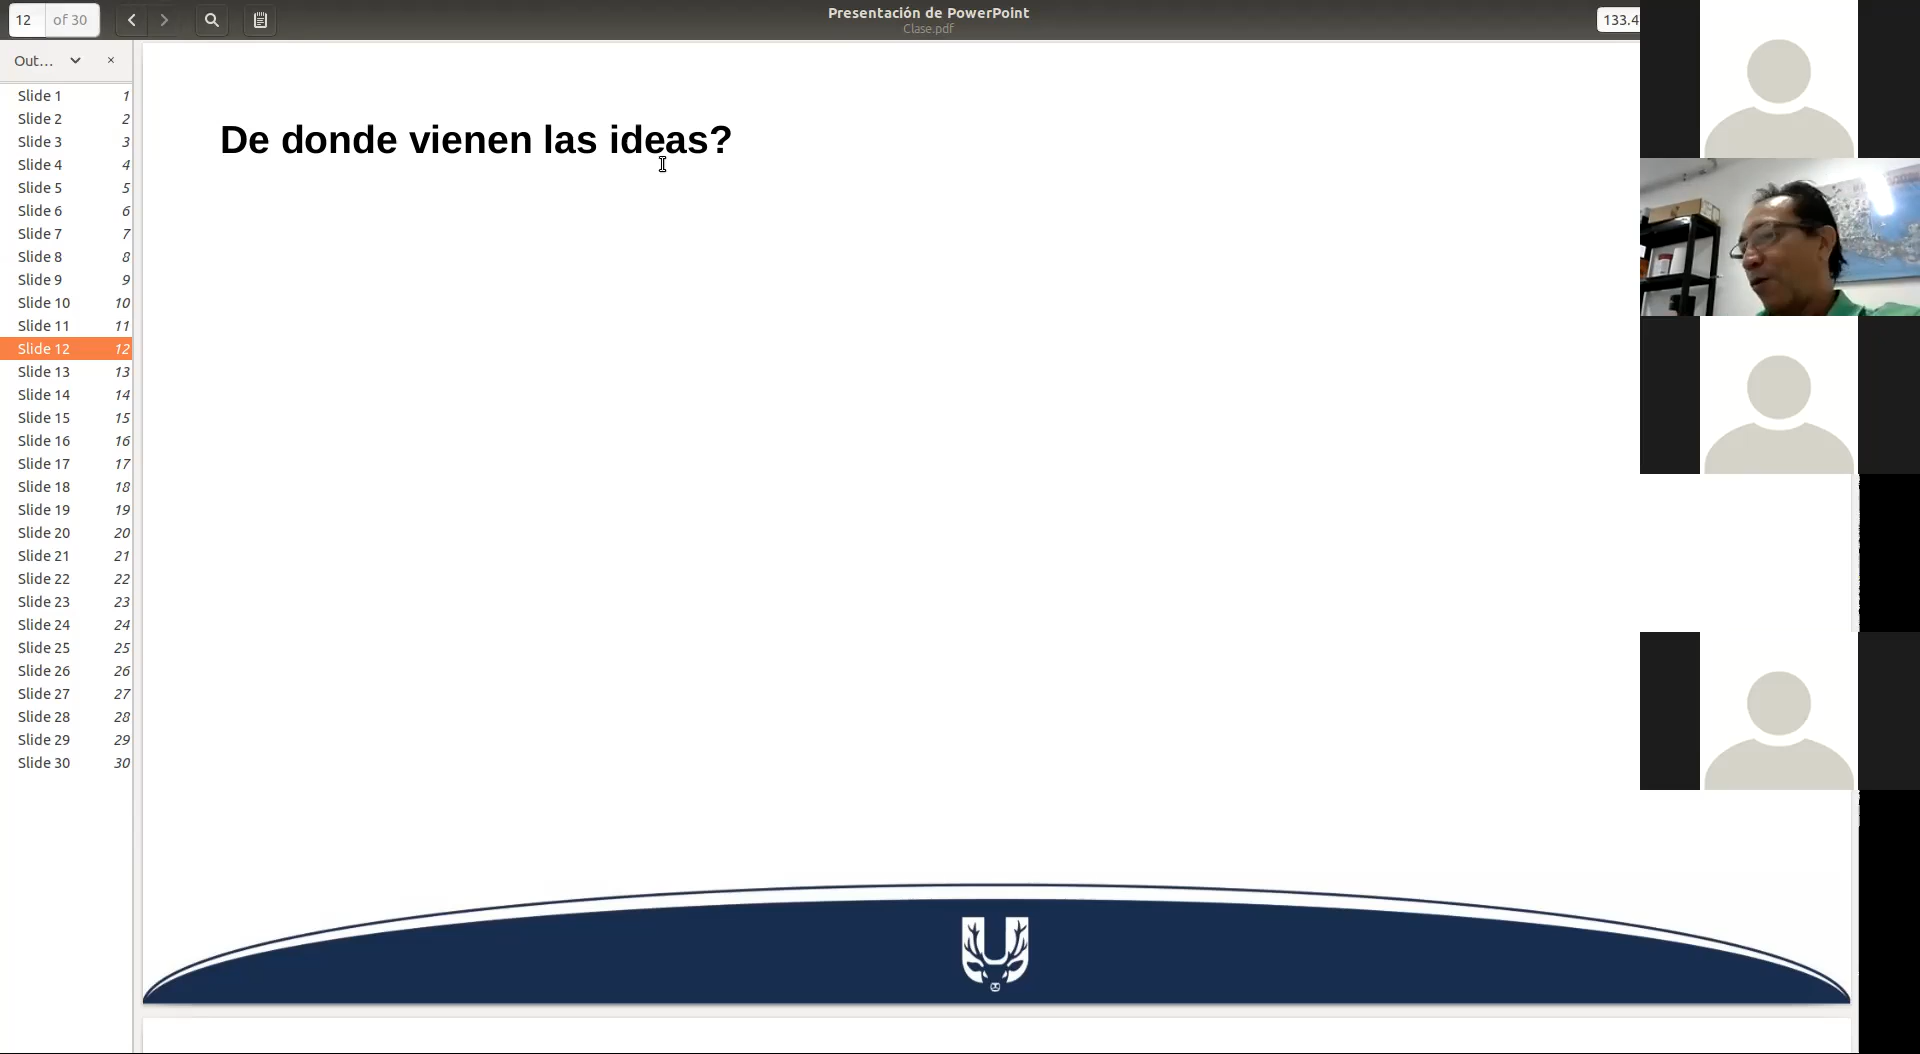 12 of 30
Presentación de PowerPoint
Clase.pdf
133.4
Out...
Slide 1 1
Slide 2 2
Slide 3 3
Slide 4 4
Slide 5 5
Slide 6 6
Slide 7 7
Slide 8 8
Slide 9 9
Slide 10 10
Slide 11 11
Slide 12 12
Slide 13 13
Slide 14 14
Slide 15 15
Slide 16 16
Slide 17 17
Slide 18 18
Slide 19 19
Slide 20 20
Slide 21 21
Slide 22 22
Slide 23 23
Slide 24 24
Slide 25 25
Slide 26 26
Slide 27 27
Slide 28 28
Slide 29 29
Slide 30 30
De donde vienen las ideas?
U